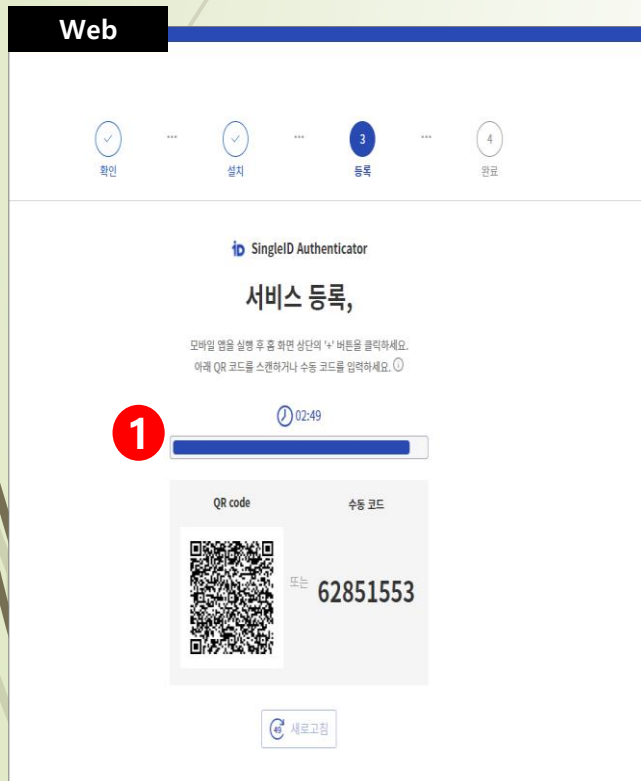 Web
3
4
확인
설치
등록
완료
iD SingleID Authenticator
서비스 등록,
모바일 앱을 실행 후 홈 화면 상단의 '+' 버튼을 클릭하세요.
아래 QR 코드를 스캔하거나 수동 코드를 입력하세요. i
02:49
1
QR code
수동 코드
또는
62851553
49 새로고침